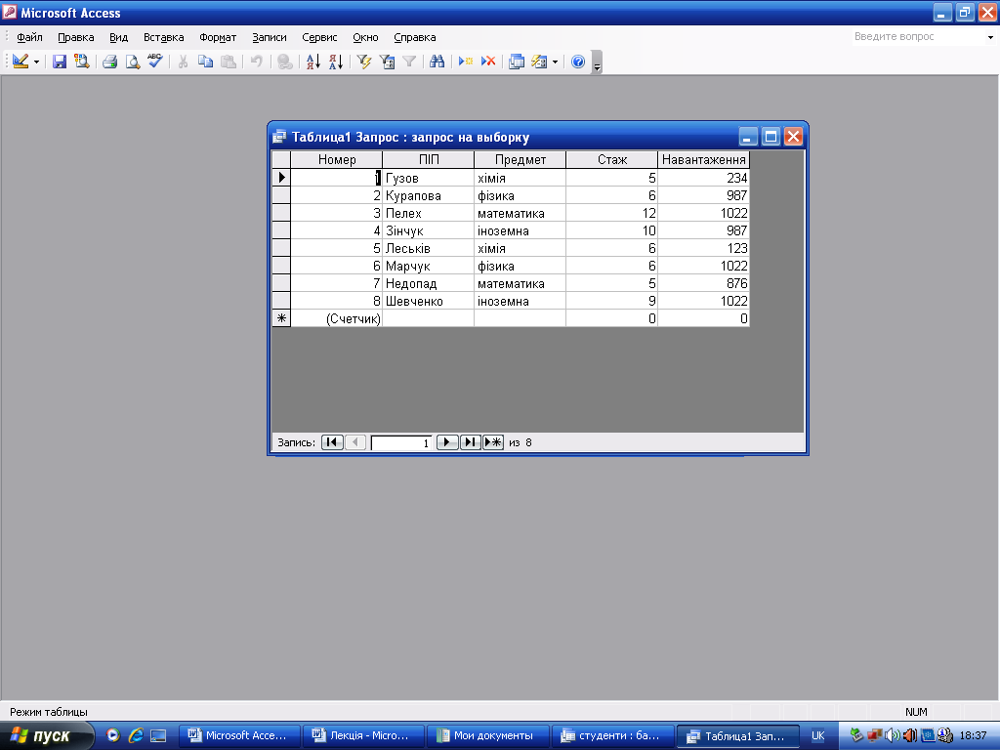 Microsoft Access
Файл Правка Вид Вставка Формат Записи Сервис Окно Справка Введите вопрос
Таблица1 Запрос : запрос на выборку
Номер ПІП Предмет Стаж Навантаження
1 Гузов хімія 5 234
2 Курапова фізика 6 987
3 Пелех математика 12 1022
4 Зінчук іноземна 10 987
5 Леськів хімія 6 123
6 Марчук фізика 6 1022
7 Недопад математика 5 876
8 Шевченко іноземна 9 1022
(Счетчик) 0 0
Запись: 1 из 8
Режим таблицы NUM
пуск Microsoft Acce... Лекція - Micro... Мои документы студенти : ба... Таблица1 Зап... UK 18:37